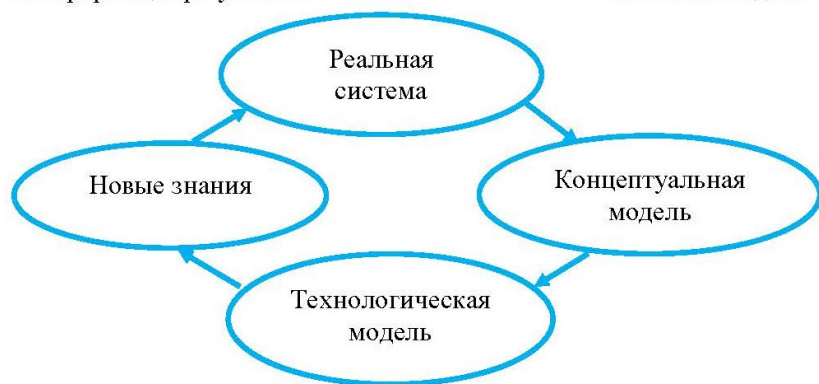 Реальная
система
Новые знания
Концептуальная
модель
Технологическая
модель